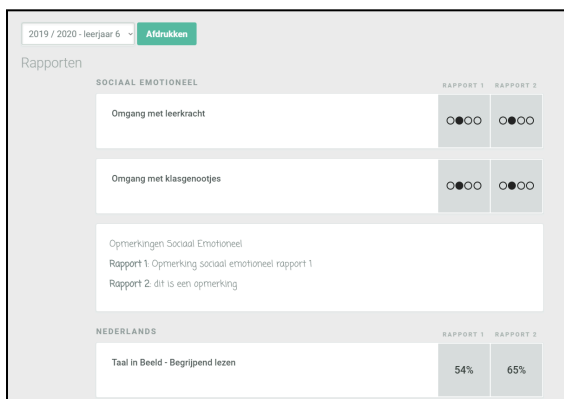 2019 / 2020 - leerjaar 6 Afdrukken
Rapporten
SOCIAAL EMOTIONEEL RAPPORT 1 RAPPORT 2
Omgang met leerkracht
Omgang met klasgenootjes
Opmerkingen Sociaal Emotioneel
Rapport 1: Opmerking sociaal emotioneel rapport 1
Rapport 2: dit is een opmerking
NEDERLANDS RAPPORT 1 RAPPORT 2
Taal in Beeld - Begrijpend lezen 54% 65%